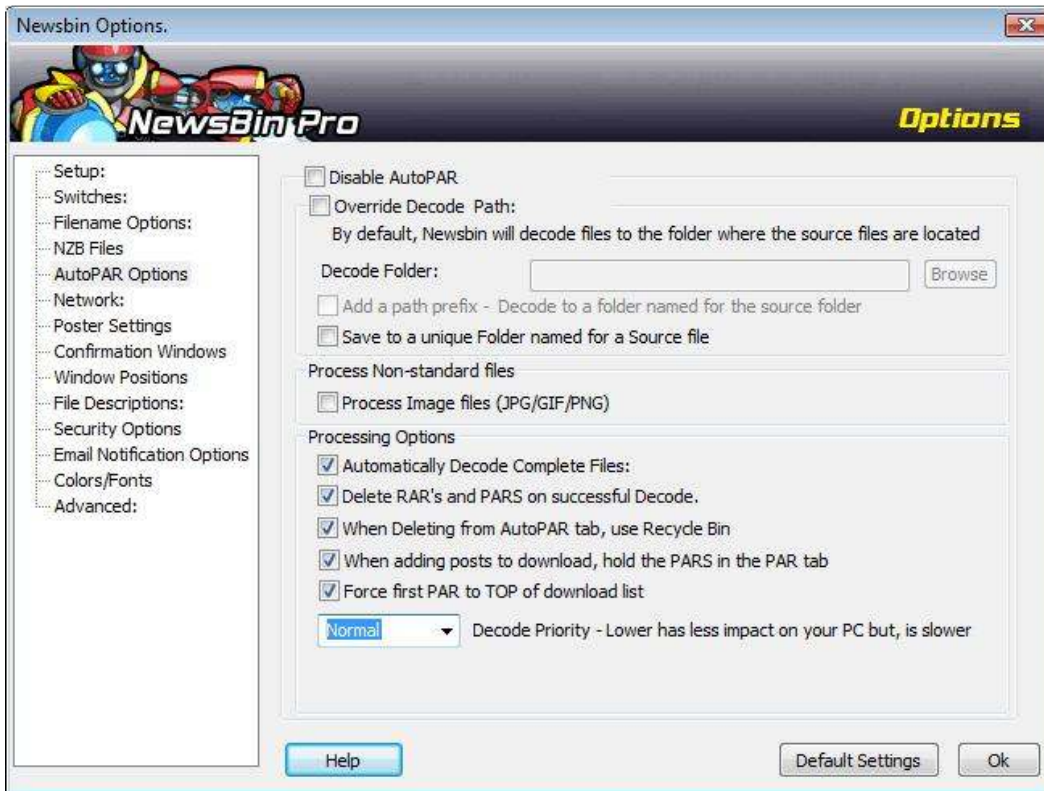 Newsbin Options.
NewsBin Pro
Options
Setup:
Switches:
Filename Options:
NZB Files
AutoPAR Options
Network:
Poster Settings
Confirmation Windows
Window Positions
File Descriptions:
Security Options
Email Notification Options
Colors/Fonts
Advanced:
Disable AutoPAR
Override Decode Path:
By default, Newsbin will decode files to the folder where the source files are located
Decode Folder:
Browse
Add a path prefix - Decode to a folder named for the source folder
Save to a unique Folder named for a Source file
Process Non-standard files
Process Image files (JPG/GIF/PNG)
Processing Options
Automatically Decode Complete Files:
Delete RAR's and PARS on successful Decode.
When Deleting from AutoPAR tab, use Recycle Bin
When adding posts to download, hold the PARS in the PAR tab
Force first PAR to TOP of download list
Normal Decode Priority - Lower has less impact on your PC but, is slower
Help
Default Settings
Ok